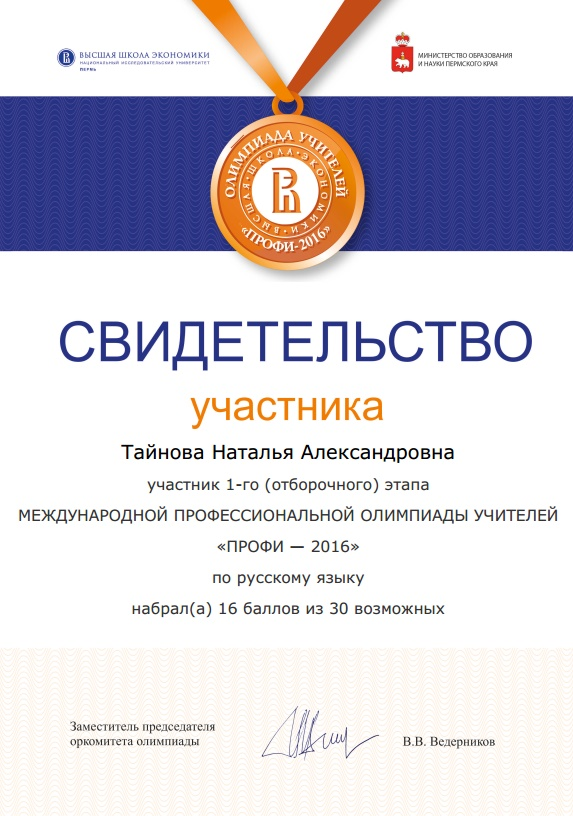 ВЫСШАЯ ШКОЛА ЭКОНОМИКИ
НАЦИОНАЛЬНЫЙ ИССЛЕДОВАТЕЛЬСКИЙ УНИВЕРСИТЕТ
ПЕРМЬ
МИНИСТЕРСТВО ОБРАЗОВАНИЯ
И НАУКИ ПЕРМСКОГО КРАЯ
ОЛИМПИАДА УЧИТЕЛЕЙ
ВЫСШАЯ • ШКОЛА • ЭКОНОМИКИ •
«ПРОФИ-2016»
СВИДЕТЕЛЬСТВО
участника
Тайнова Наталья Александровна
участник 1-го (отборочного) этапа
МЕЖДУНАРОДНОЙ ПРОФЕССИОНАЛЬНОЙ ОЛИМПИАДЫ УЧИТЕЛЕЙ
«ПРОФИ — 2016»
по русскому языку
набрал(а) 16 баллов из 30 возможных
Заместитель председателя
оркомитета олимпиады
В.В. Ведерников